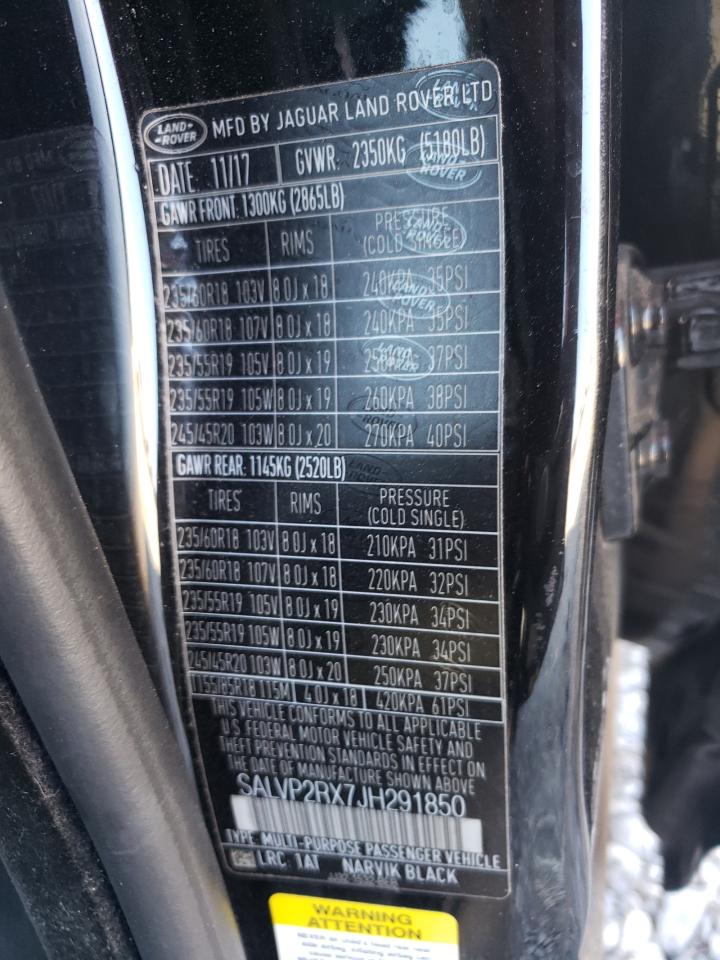 LAND ROVER MFD BY JAGUAR LAND ROVER LTD
DATE: 11/17 GVWR: 2350KG (5180LB)
GAWR FRONT: 1300KG (2865LB)
TIRES RIMS PRESSURE (COLD SINGLE)
235/60R18 103V 8.0J x 18 240KPA 35PSI
235/60R18 107V 8.0J x 18 240KPA 35PSI
235/55R19 105V 8.0J x 19 250KPA 37PSI
235/55R19 105W 8.0J x 19 260KPA 38PSI
245/45R20 103W 8.0J x 20 270KPA 40PSI
GAWR REAR: 1145KG (2520LB)
TIRES RIMS PRESSURE (COLD SINGLE)
235/60R18 103V 8.0J x 18 210KPA 31PSI
235/60R18 107V 8.0J x 18 220KPA 32PSI
235/55R19 105V 8.0J x 19 230KPA 34PSI
235/55R19 105W 8.0J x 19 230KPA 34PSI
245/45R20 103W 8.0J x 20 250KPA 37PSI
T155/85R18 115M 4.0J x 18 420KPA 61PSI
THIS VEHICLE CONFORMS TO ALL APPLICABLE
U.S. FEDERAL MOTOR VEHICLE SAFETY AND
THEFT PREVENTION STANDARDS IN EFFECT ON
THE DATE OF MANUFACTURE SHOWN ABOVE.
SALVP2RX7JH291850
TYPE: MULTI-PURPOSE PASSENGER VEHICLE
LRC: 1AT NARVIK BLACK
WARNING
ATTENTION